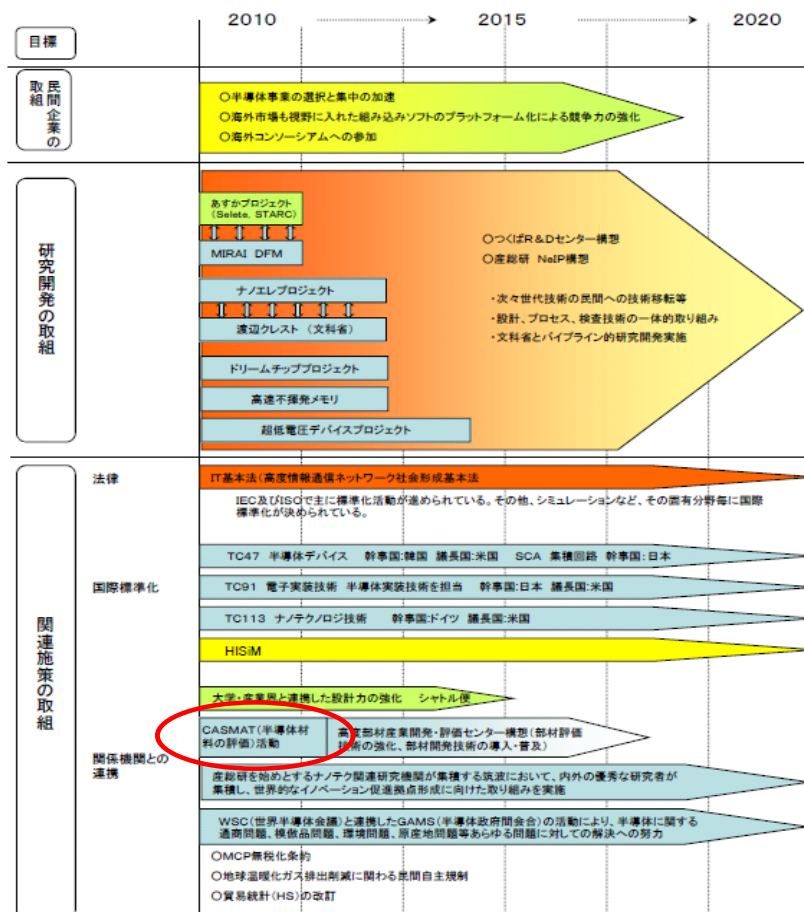 2010
2015
2020
目標
民間企業の
取組
○半導体事業の選択と集中の加速
○海外市場も視野に入れた組み込みソフトのプラットフォーム化による競争力の強化
○海外コンソーシアムへの参加
研究開発の取組
あすかプロジェクト
(Selete, STARC)
MIRAI DFM
ナノエレプロジェクト
渡辺クレスト (文科省)
ドリームチッププロジェクト
高速不揮発メモリ
超低電圧デバイスプロジェクト
○つくばR&Dセンター構想
○産総研 NeIP構想
・次々世代技術の民間への技術移転等
・設計、プロセス、検査技術の一体的取り組み
・文科省とパイプライン的研究開発実施
関連施策の取組
法律
IT基本法(高度情報通信ネットワーク社会形成基本法
IEC及びISOで主に標準化活動が進められている。その他、シミュレーションなど、その固有分野毎に国際
標準化が決められている。
国際標準化
TC47 半導体デバイス 幹事国:韓国 議長国:米国 SCA 集積回路 幹事国:日本
TC91 電子実装技術 半導体実装技術を担当 幹事国:日本 議長国:米国
TC113 ナノテクノロジ技術 幹事国:ドイツ 議長国:米国
HISiM
関係機関との
連携
大学・産業界と連携した設計力の強化 シャトル便
CASMAT(半導体材
料の評価)活動
高度部材産業開発・評価センター構想(部材評価
技術の強化、部材開発技術の導入・普及)
産総研を始めとするナノテク関連研究機関が集積する筑波において、内外の優秀な研究者が
集積し、世界的なイノベーション促進拠点形成に向けた取り組みを実施
WSC(世界半導体会議)と連携したGAMS(半導体政府間会合)の活動により、半導体に関する
通商問題、模倣品問題、環境問題、原産地問題等あらゆる問題に対しての解決への努力
○MCP無税化条約
○地球温暖化ガス排出削減に関わる民間自主規制
○貿易統計(HS)の改訂